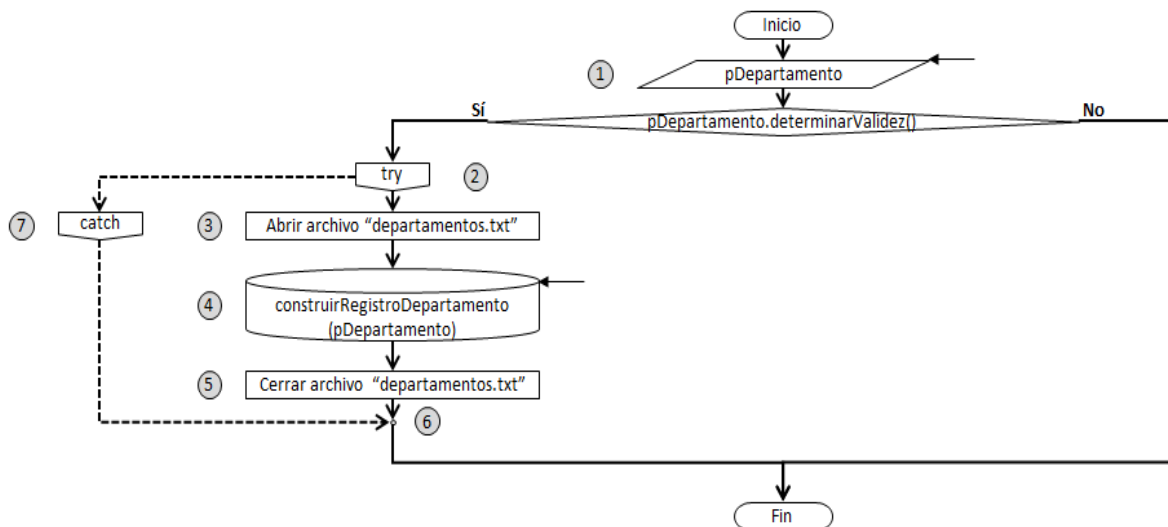 Inicio
1 pDepartamento
Sí pDepartamento.determinarValidez() No
try 2
7 catch 3 Abrir archivo “departamentos.txt”
4 construirRegistroDepartamento
(pDepartamento)
5 Cerrar archivo “departamentos.txt”
6
Fin